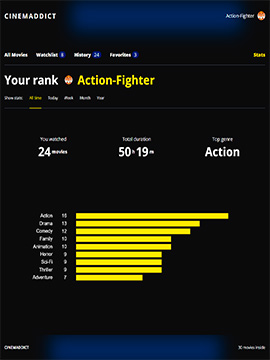 CINEMADDICT
Action-Fighter
All Movies Watchlist 8 History 24 Favorites 3 Stats
Your rank Action-Fighter
Show stats: All time Today Week Month Year
You watched Total duration Top genre
24 movies 50 h 19 m Action
Action 16
Drama 13
Comedy 12
Family 10
Animation 10
Horror 9
Sci-Fi 9
Thriller 9
Adventure 7
CINEMADDICT 30 movies inside